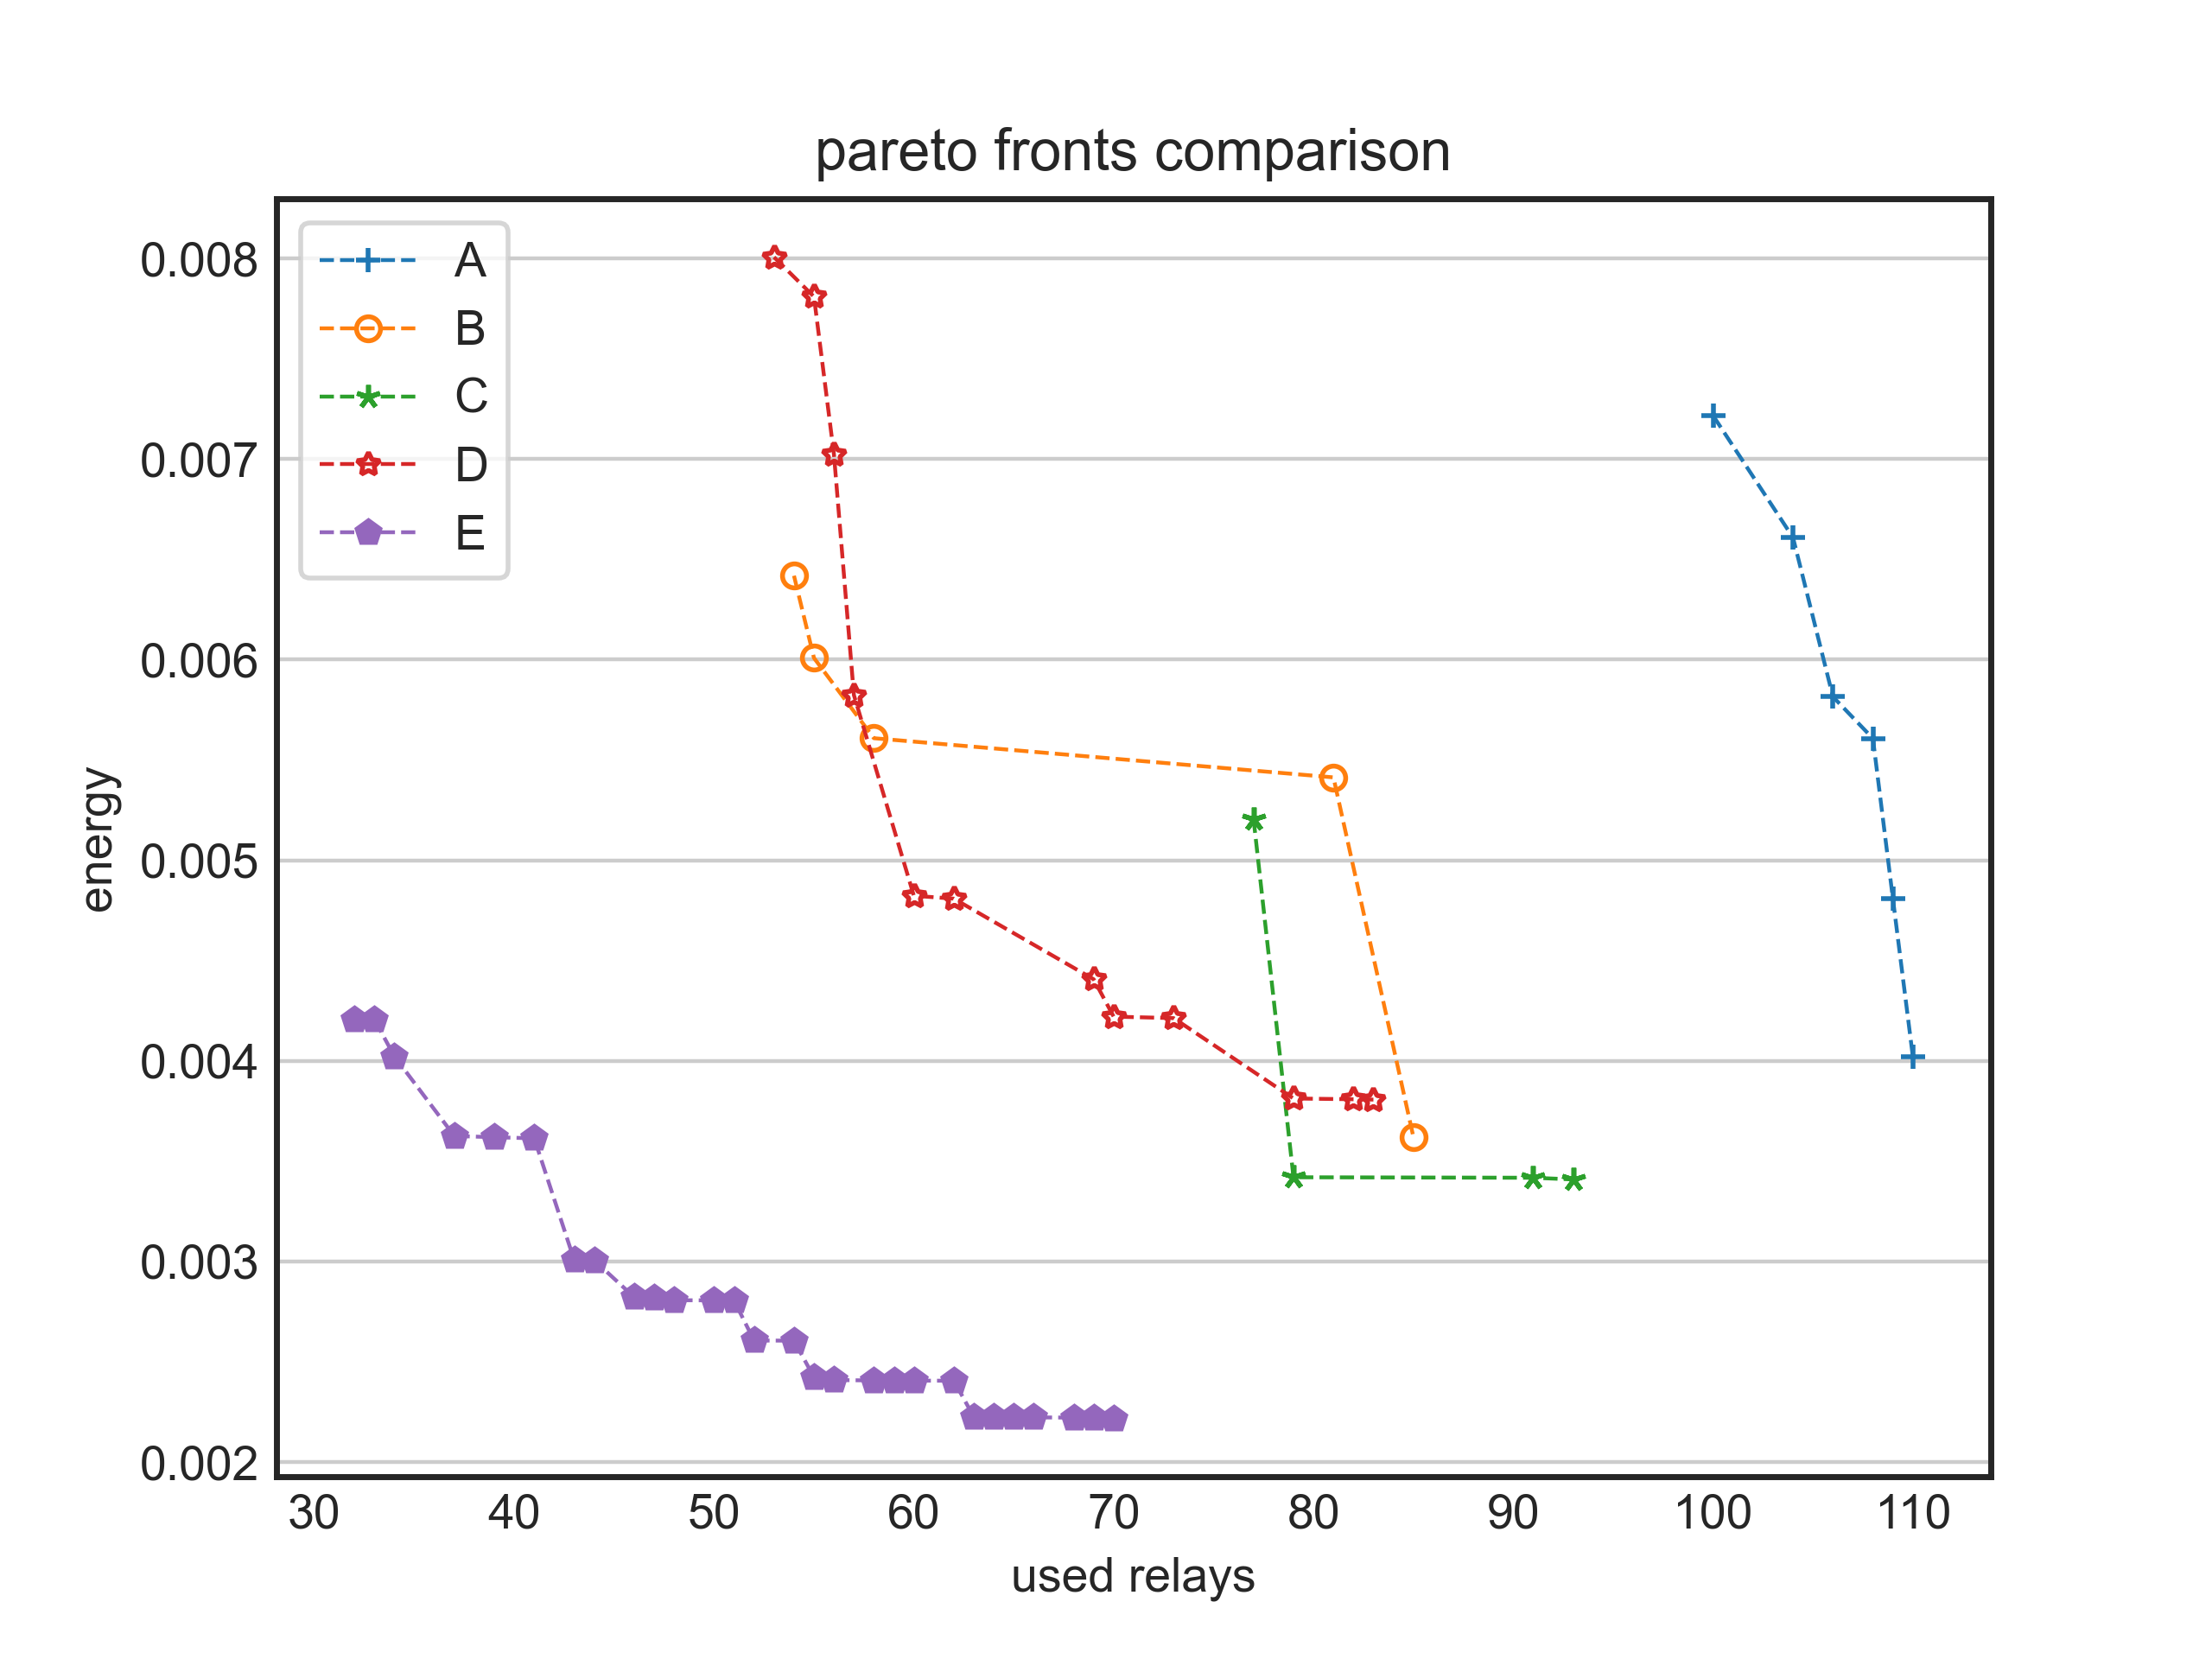 pareto fronts comparison
A
B
C
D
E
0.008
0.007
0.006
0.005
0.004
0.003
0.002
energy
30 40 50 60 70 80 90 100 110
used relays